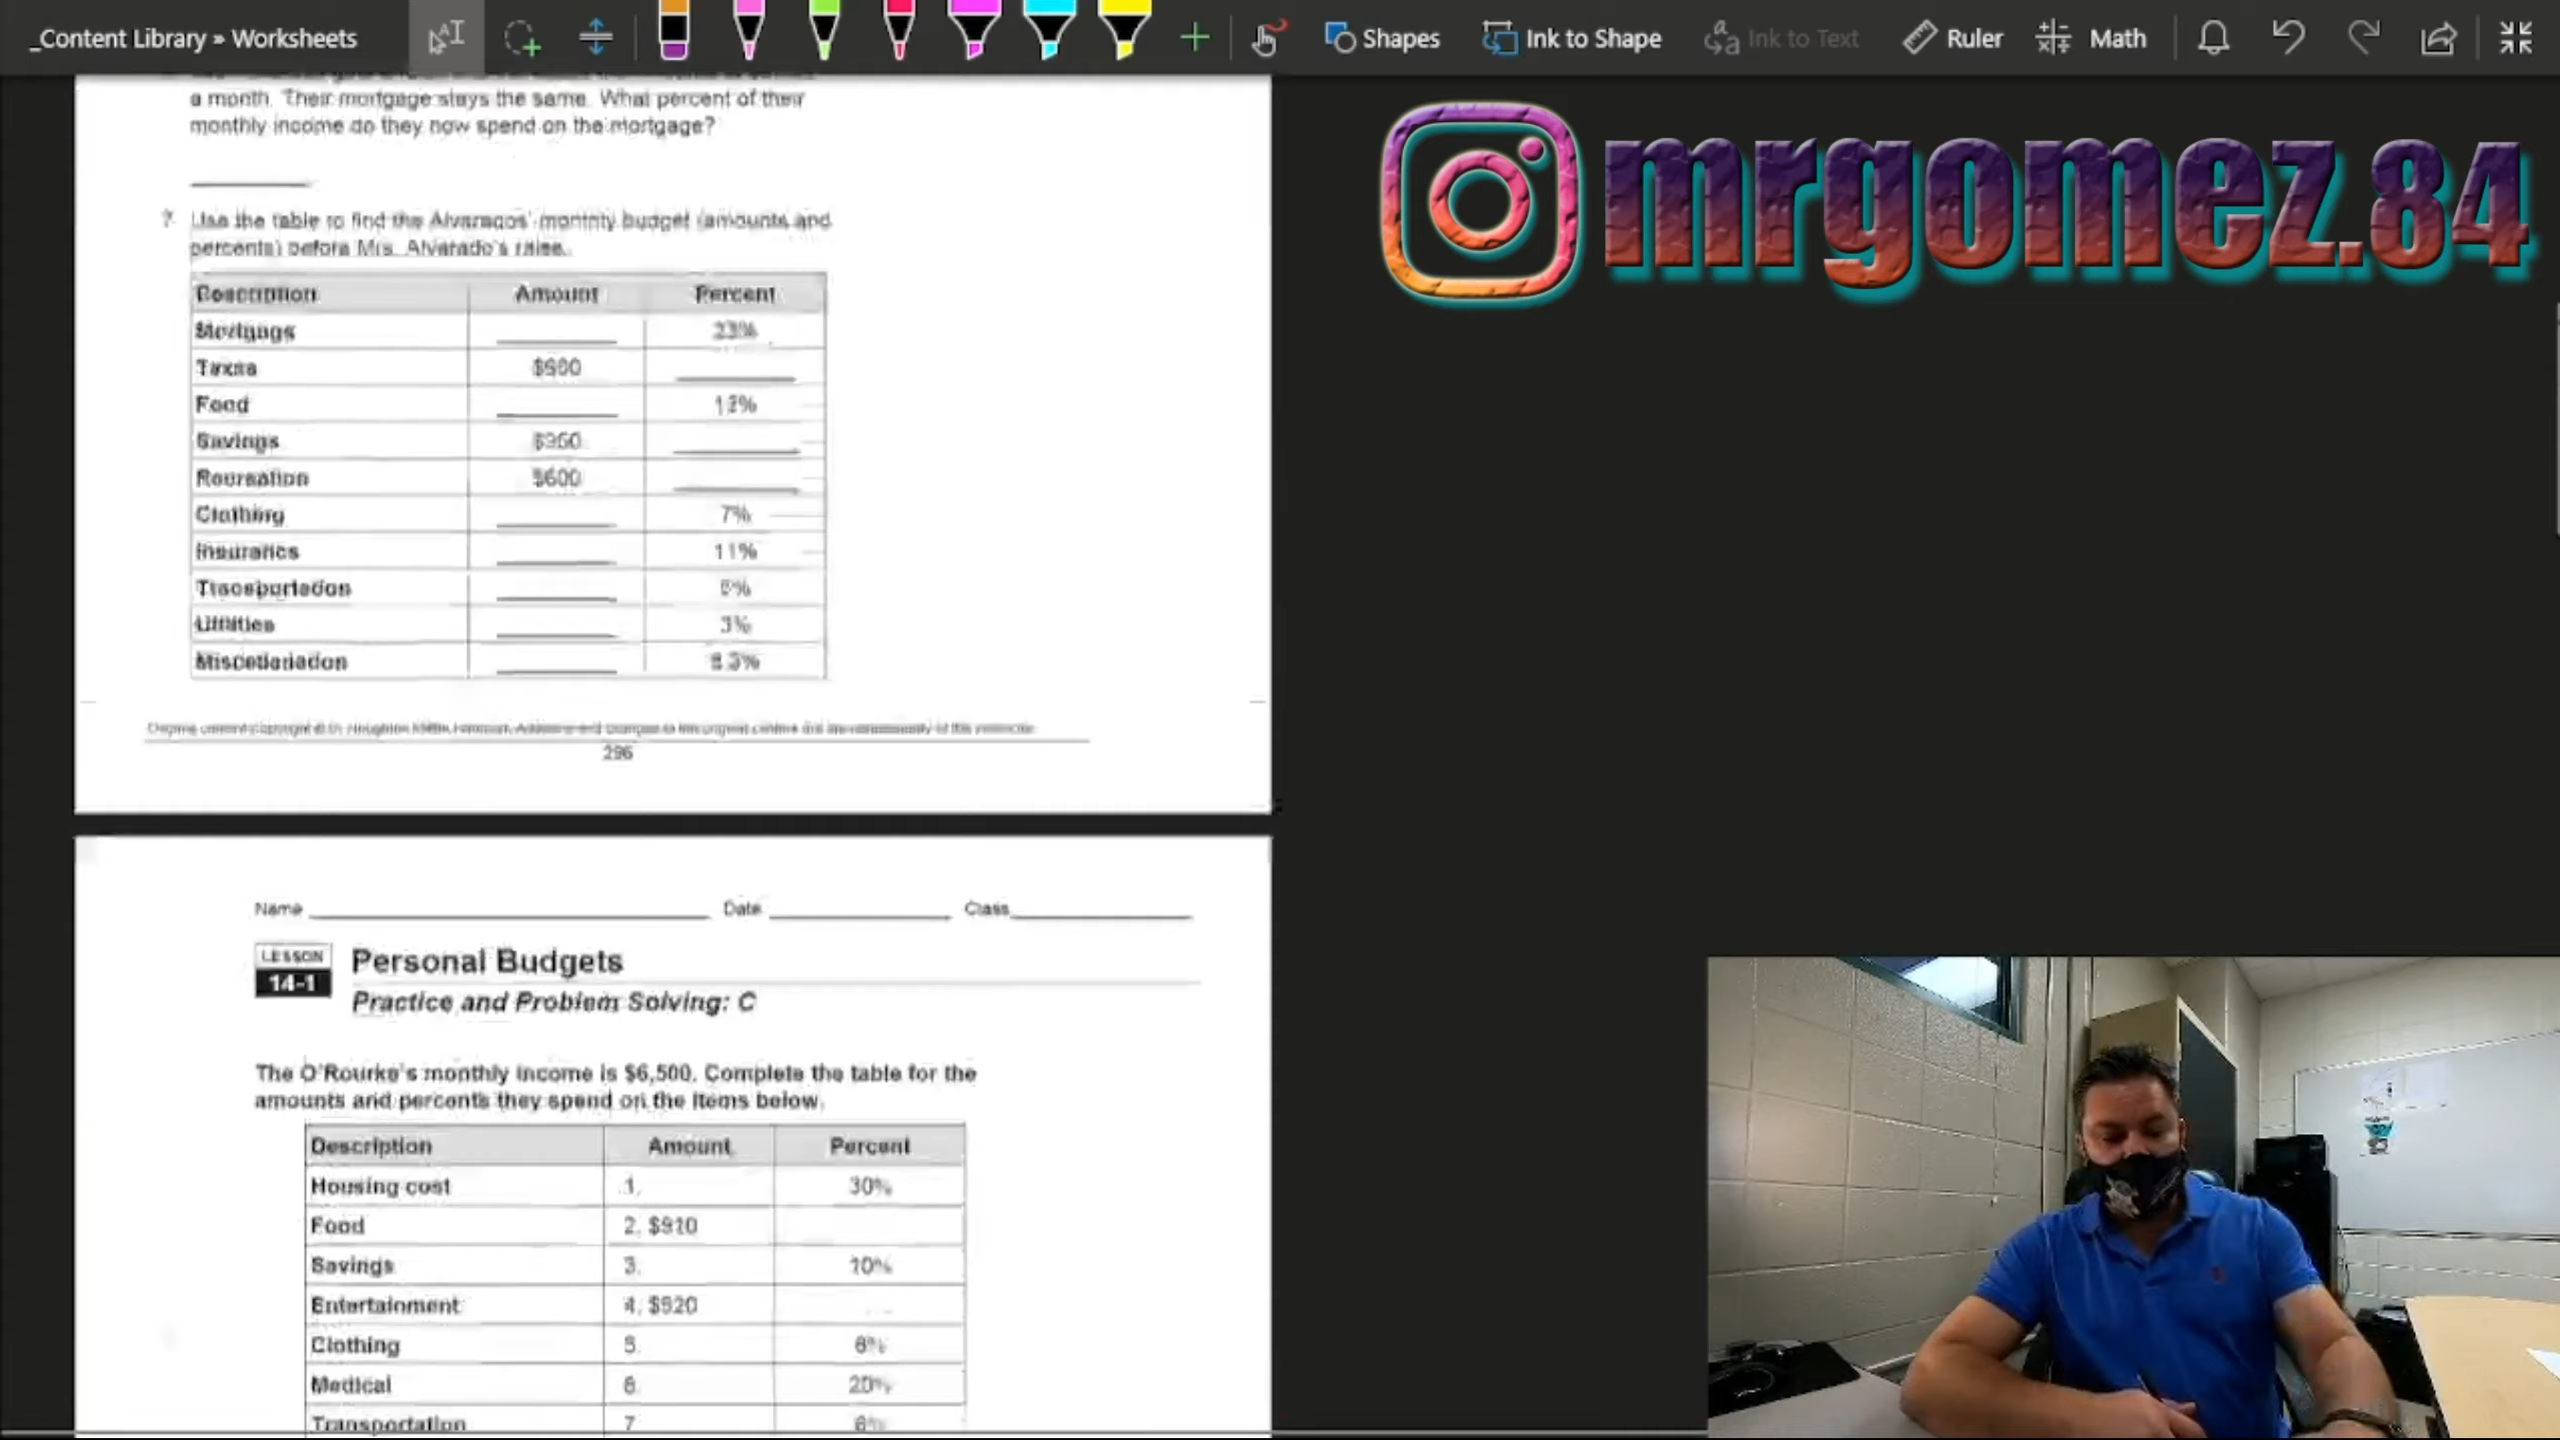 _Content Library » Worksheets
Shapes
Ink to Shape
Ink to Text
Ruler
Math
mrgomez.84
a month. Their mortgage stays the same. What percent of their
monthly income do they now spend on the mortgage?
7. Use the table to find the Alvarados' monthly budget (amounts and
percents) before Mrs. Alvarado's raise.
Description Amount Percent
Mortgage
Taxes
Food
Savings
Recreation $600
Clothing 7%
Insurance 11%
Transportation
Utilities 3%
296
Name Date Class
LESSON
14-1
Personal Budgets
Practice and Problem Solving: C
The O'Rourke's monthly income is $6,500. Complete the table for the
amounts and percents they spend on the items below.
Description Amount Percent
Housing cost 1. 30%
Food 2. $910
Savings 3. 10%
Entertainment 4. $520
Clothing 5.
Medical 6. 20%
Transportation 7.